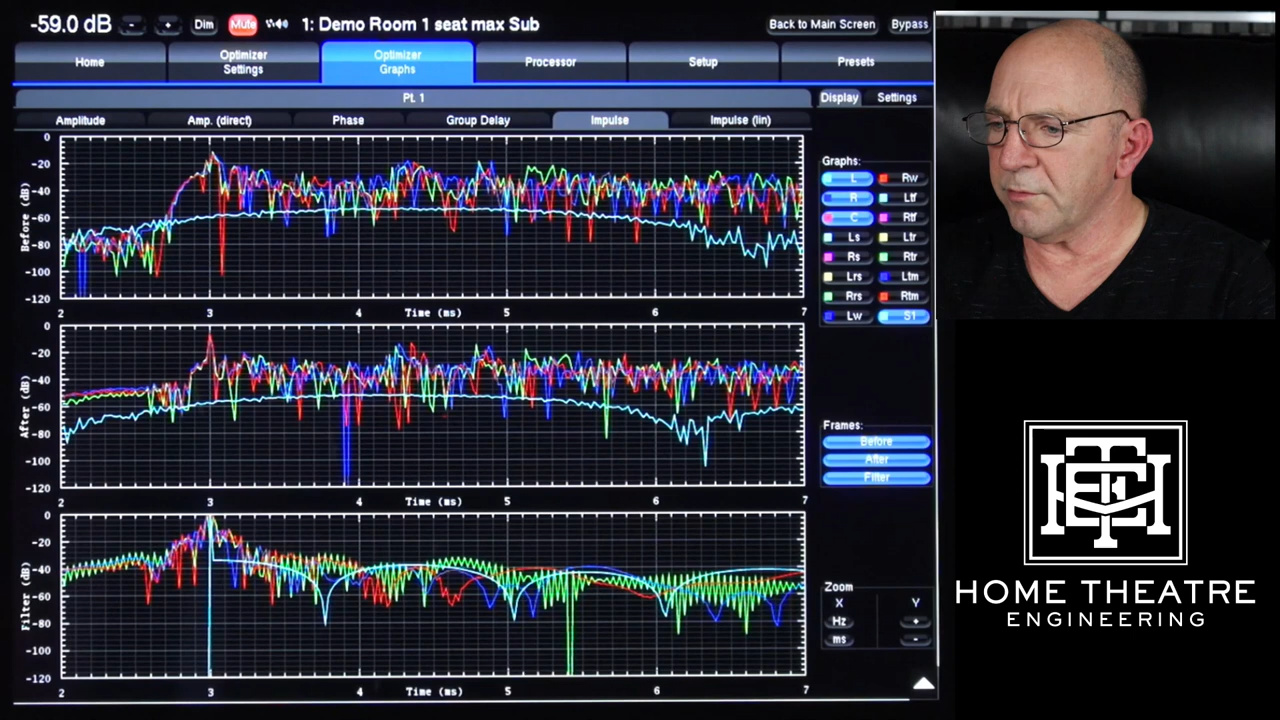 -59.0 dB - + Dim Mute 1: Demo Room 1 seat max Sub Back to Main Screen Bypass
Home Optimizer Settings Optimizer Graphs Processor Setup Presets
Pt. 1 Display Settings
Amplitude Amp. (direct) Phase Group Delay Impulse Impulse (lin)
Before (dB)
0
-20
-40
-60
-80
-100
-120
2 3 4 Time (ms) 5 6 7
After (dB)
0
-20
-40
-60
-80
-100
-120
2 3 4 Time (ms) 5 6 7
Filter (dB)
0
-20
-40
-60
-80
-100
-120
2 3 4 Time (ms) 5 6 7
Graphs:
L Rw
R Ltf
C Rtf
Ls Ltr
Rs Rtr
Lrs Ltm
Rrs Rtm
Lw S1
Frames:
Before
After
Filter
Zoom
X Y
Hz +
ms -
HTE
HOME THEATRE
ENGINEERING